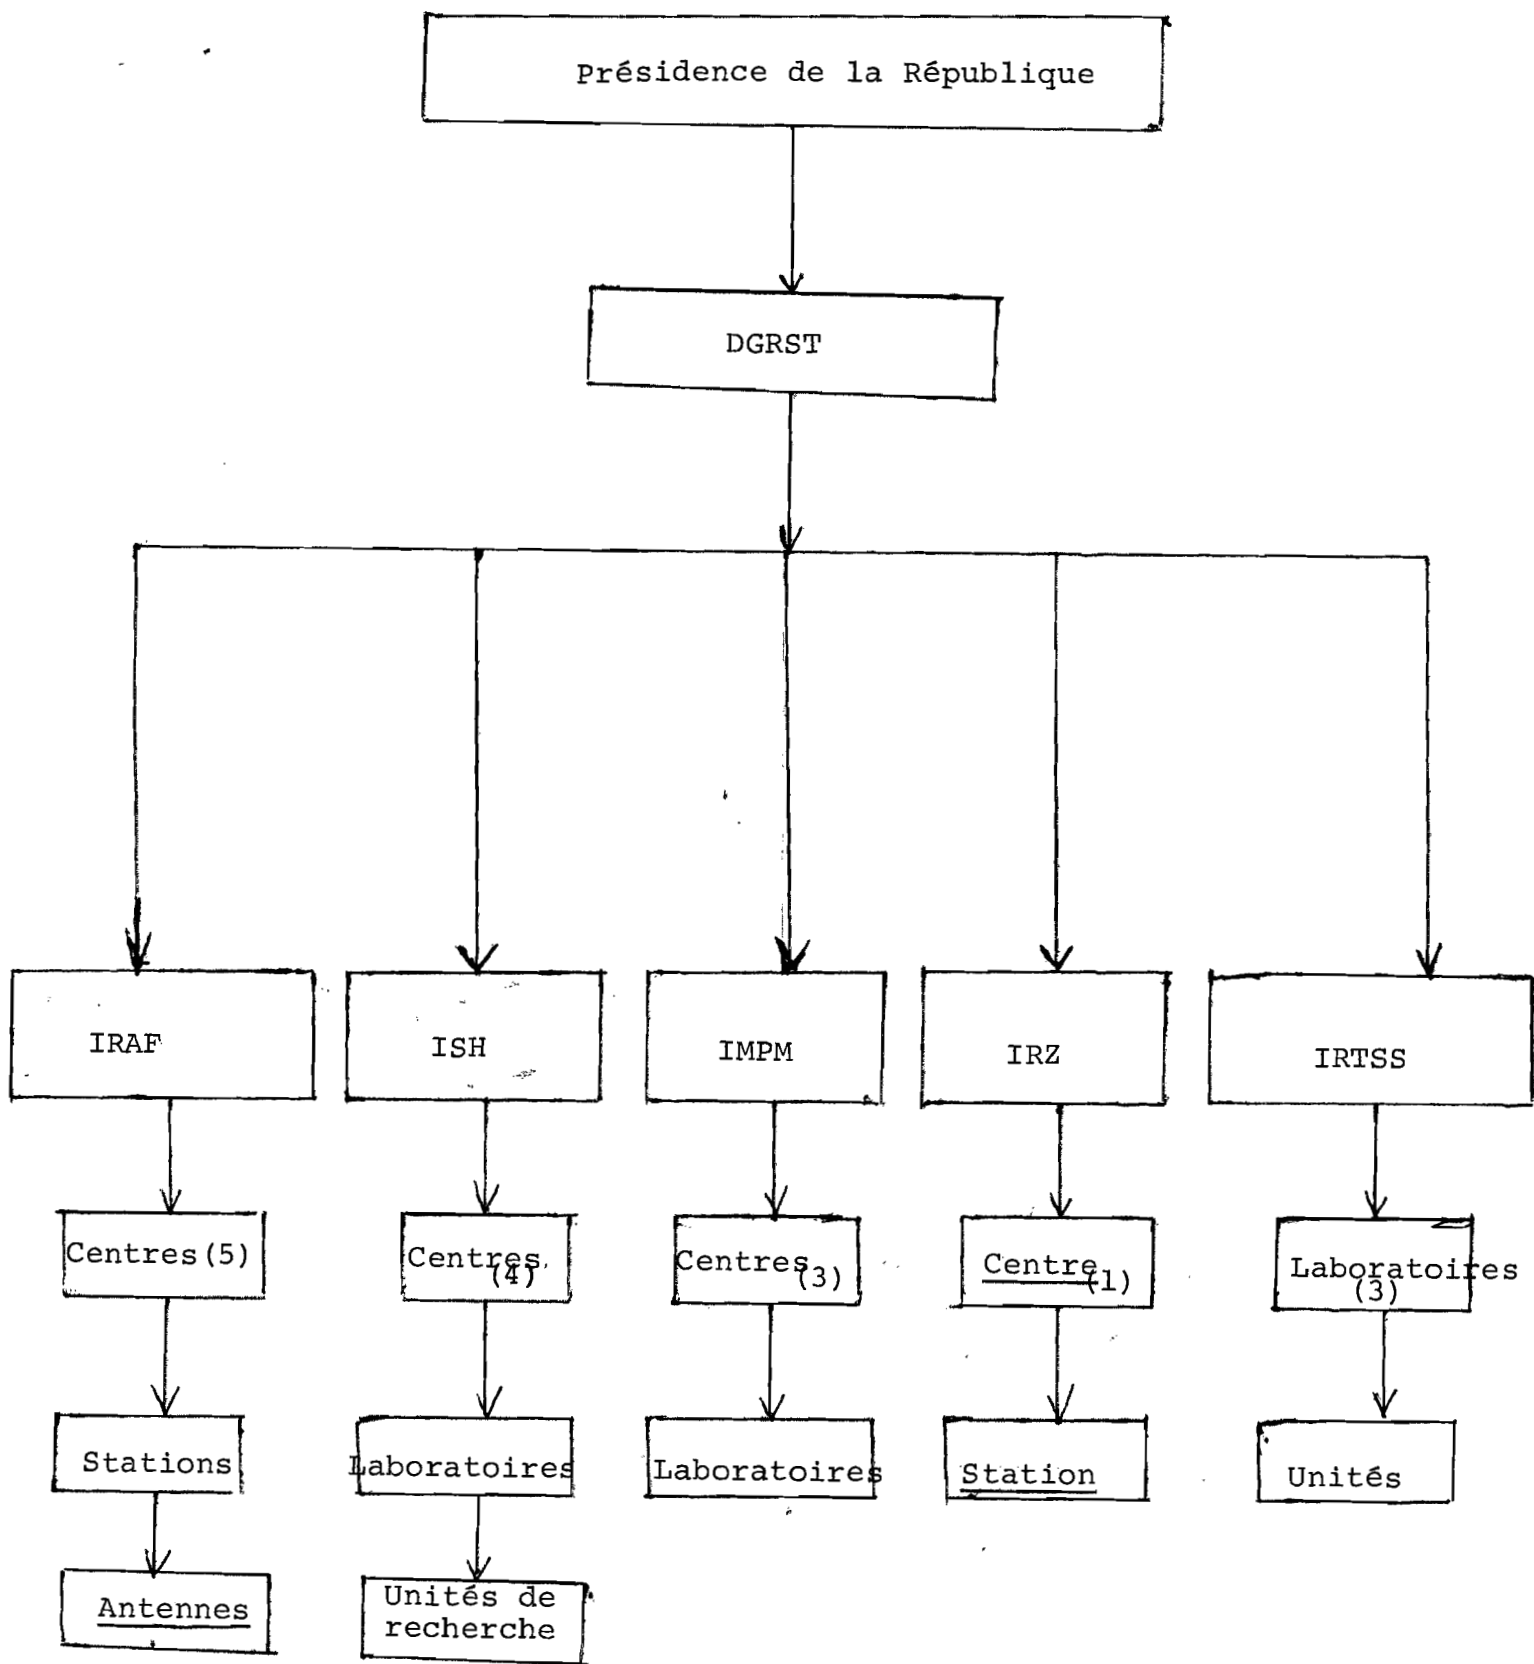 Présidence de la République
DGRST
IRAF
ISH
IMPM
IRZ
IRTSS
Centres (5)
Centres
(4)
Centres
(3)
Centre
(1)
Laboratoires
(3)
Stations
Laboratoires
Laboratoires
Station
Unités
Antennes
Unités de
recherche